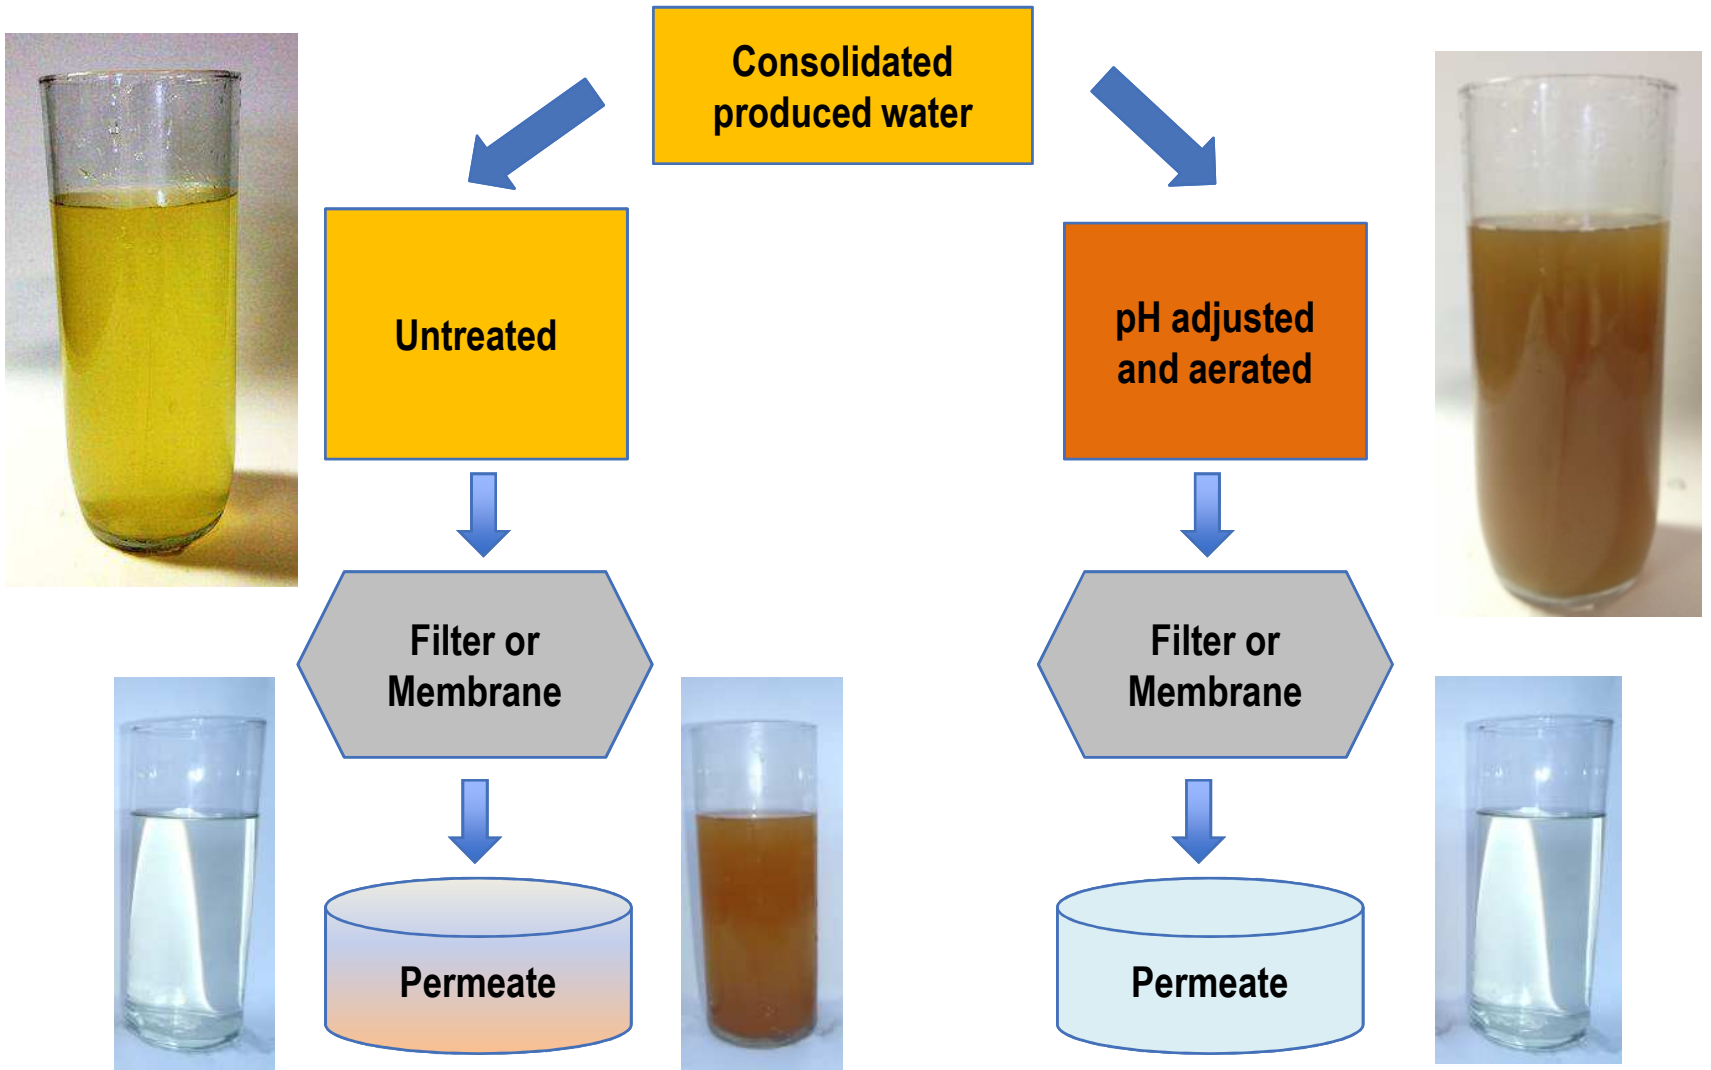 Consolidated
produced water
Untreated
pH adjusted
and aerated
Filter or
Membrane
Filter or
Membrane
Permeate
Permeate